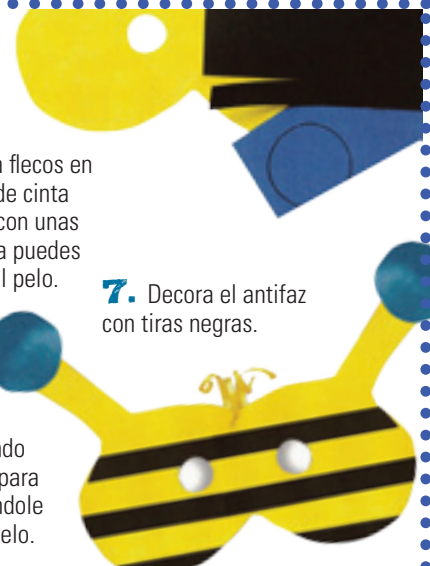 flecos en
de cinta
con unas
a puedes
l pelo.
7. Decora el antifaz
con tiras negras.
ndo
para
ndole
elo.